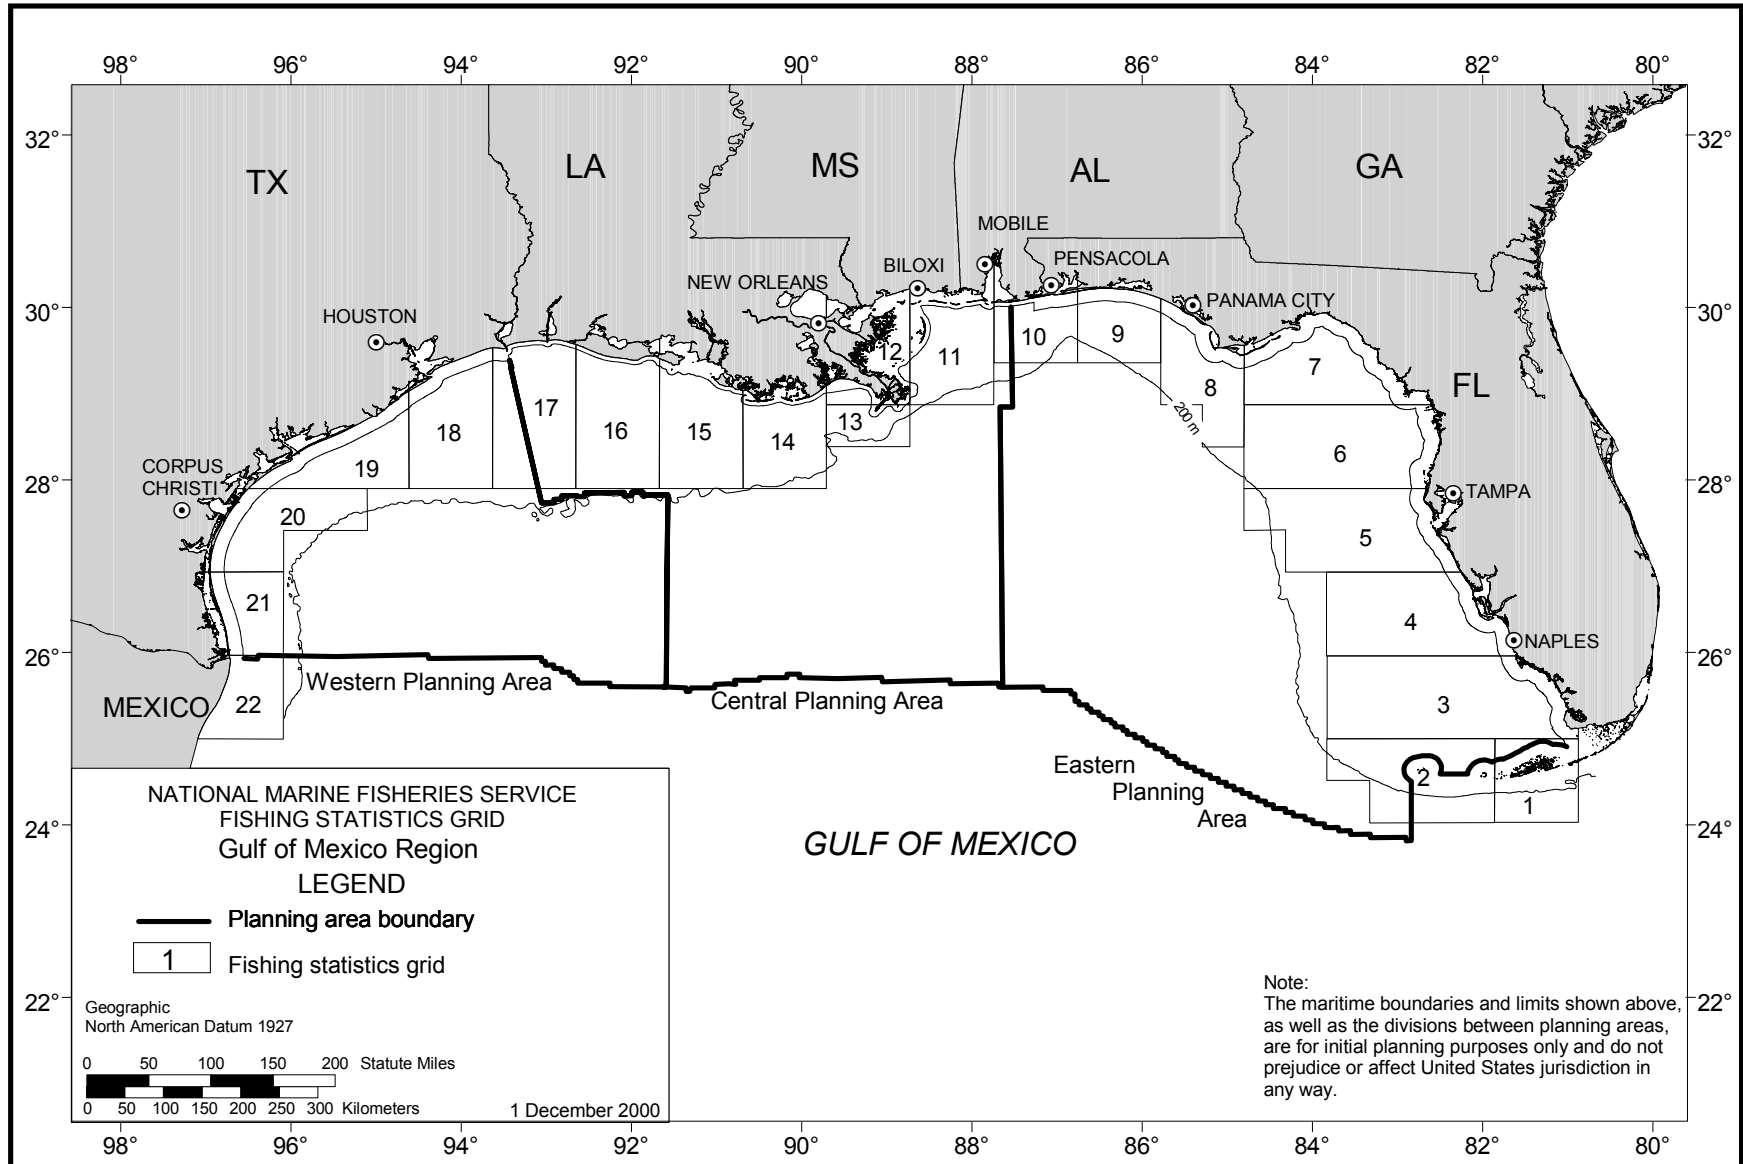 98° 96° 94° 92° 90° 88° 86° 84° 82° 80°
32° 32°
TX LA MS AL GA
MOBILE
BILOXI PENSACOLA
NEW ORLEANS
30° HOUSTON PANAMA CITY 30°
12 11 10 9
7
8 FL
17
18 16 15 14 13
200 m
6
CORPUS
CHRISTI
19
28° TAMPA 28°
20
5
21
4
26° NAPLES 26°
Western Planning Area
Central Planning Area
MEXICO 22 3
Eastern
Planning
Area
2
1
24° 24°
GULF OF MEXICO
NATIONAL MARINE FISHERIES SERVICE
FISHING STATISTICS GRID
Gulf of Mexico Region
LEGEND
Planning area boundary
1 Fishing statistics grid
22° 22°
Geographic
North American Datum 1927
0 50 100 150 200 Statute Miles
0 50 100 150 200 250 300 Kilometers
1 December 2000
Note:
The maritime boundaries and limits shown above,
as well as the divisions between planning areas,
are for initial planning purposes only and do not
prejudice or affect United States jurisdiction in
any way.
98° 96° 94° 92° 90° 88° 86° 84° 82° 80°